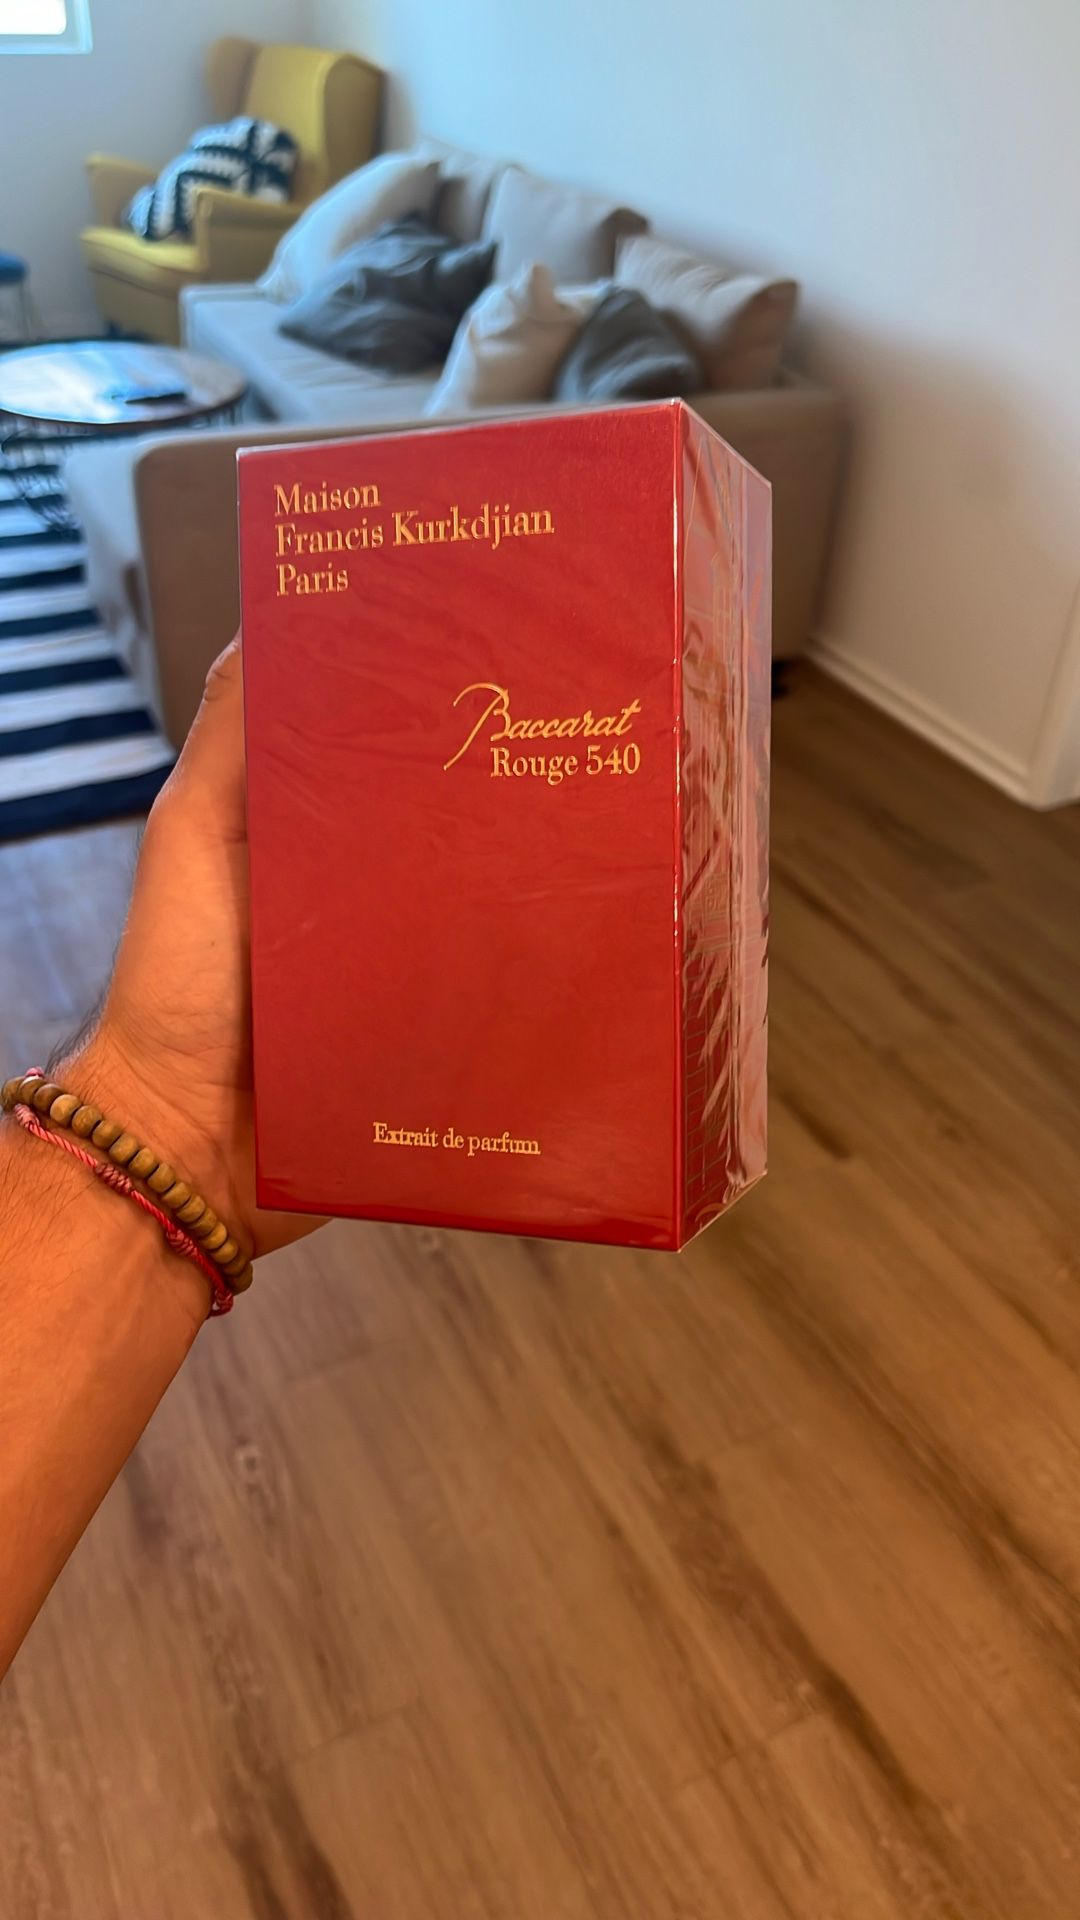 Maison
Francis Kurkdjian
Paris
Baccarat
Rouge 540
Extrait de parfum